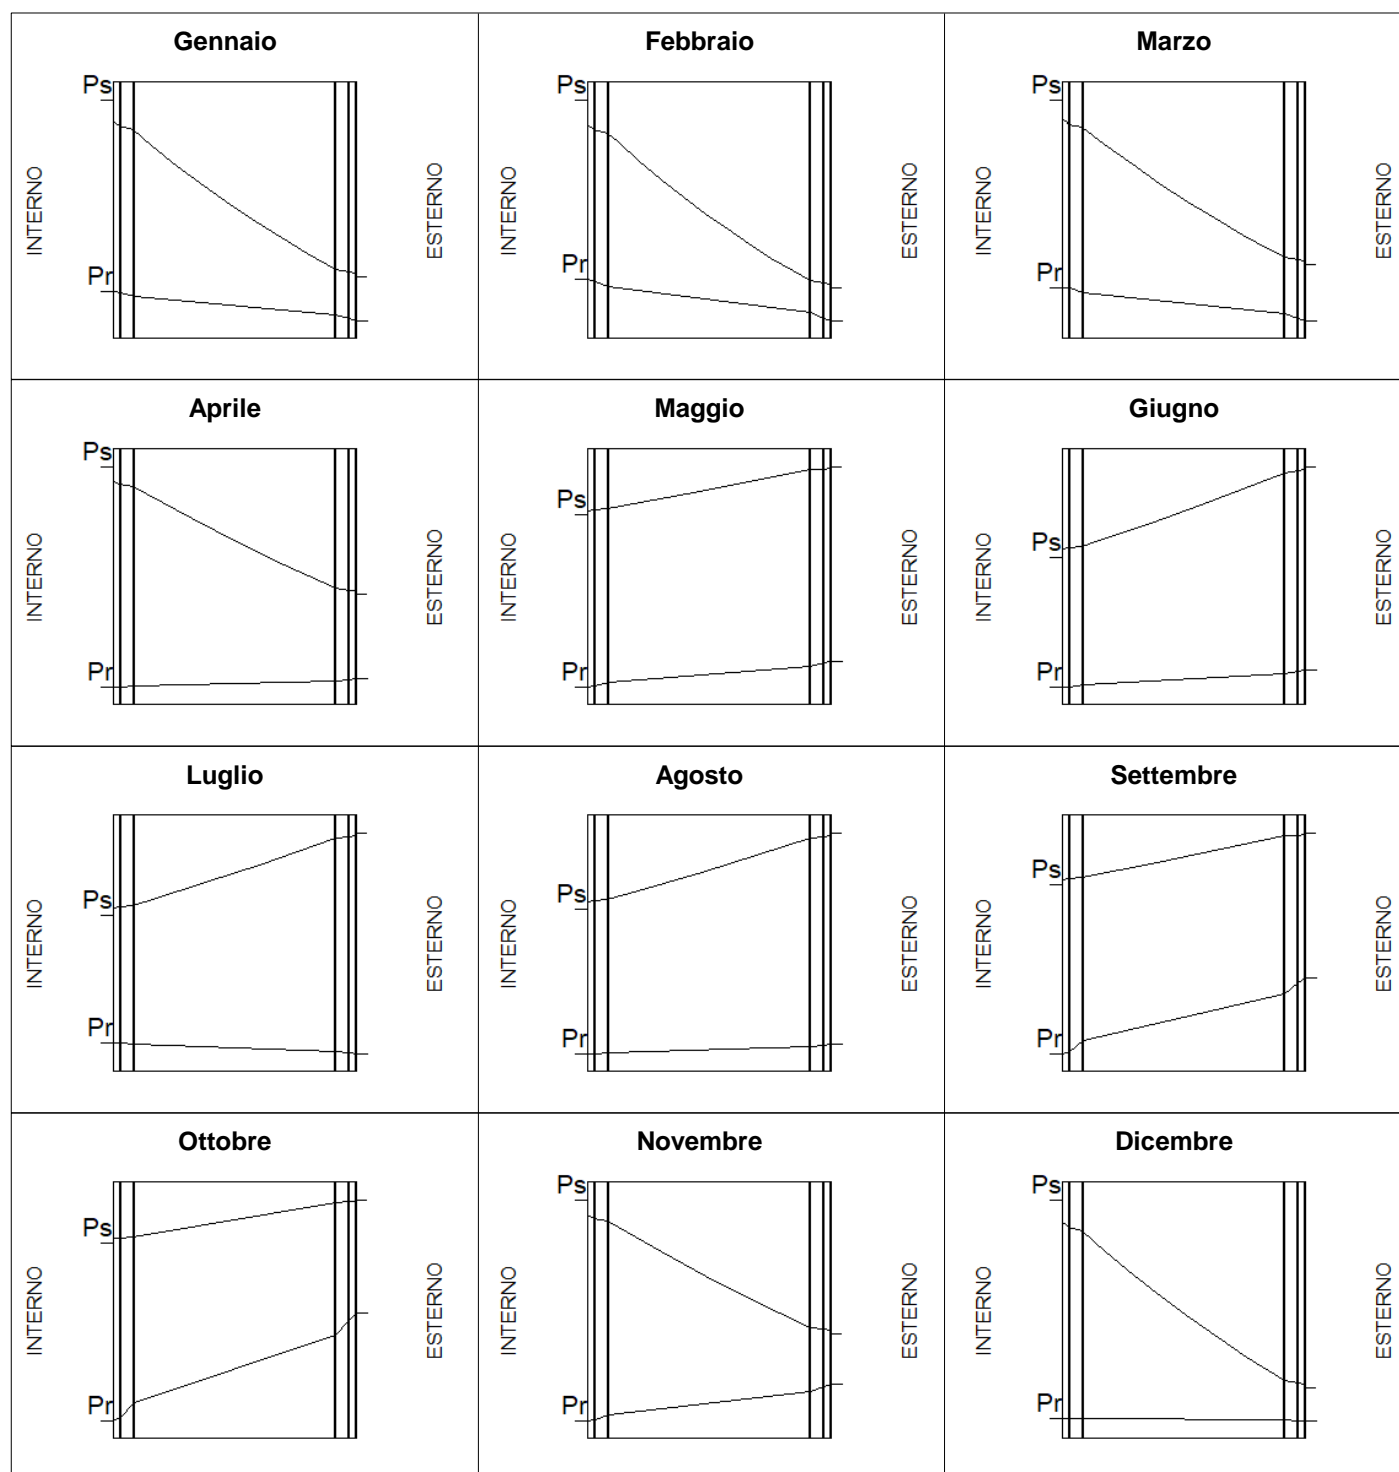 Gennaio
Febbraio
Marzo
Ps
Ps
Ps
INTERNO
ESTERNO
INTERNO
ESTERNO
INTERNO
ESTERNO
Pr
Pr
Pr
Aprile
Maggio
Giugno
Ps
Ps
Ps
INTERNO
ESTERNO
INTERNO
ESTERNO
INTERNO
ESTERNO
Pr
Pr
Pr
Luglio
Agosto
Settembre
Ps
Ps
Ps
INTERNO
ESTERNO
INTERNO
ESTERNO
INTERNO
ESTERNO
Pr
Pr
Pr
Ottobre
Novembre
Dicembre
Ps
Ps
Ps
INTERNO
ESTERNO
INTERNO
ESTERNO
INTERNO
ESTERNO
Pr
Pr
Pr